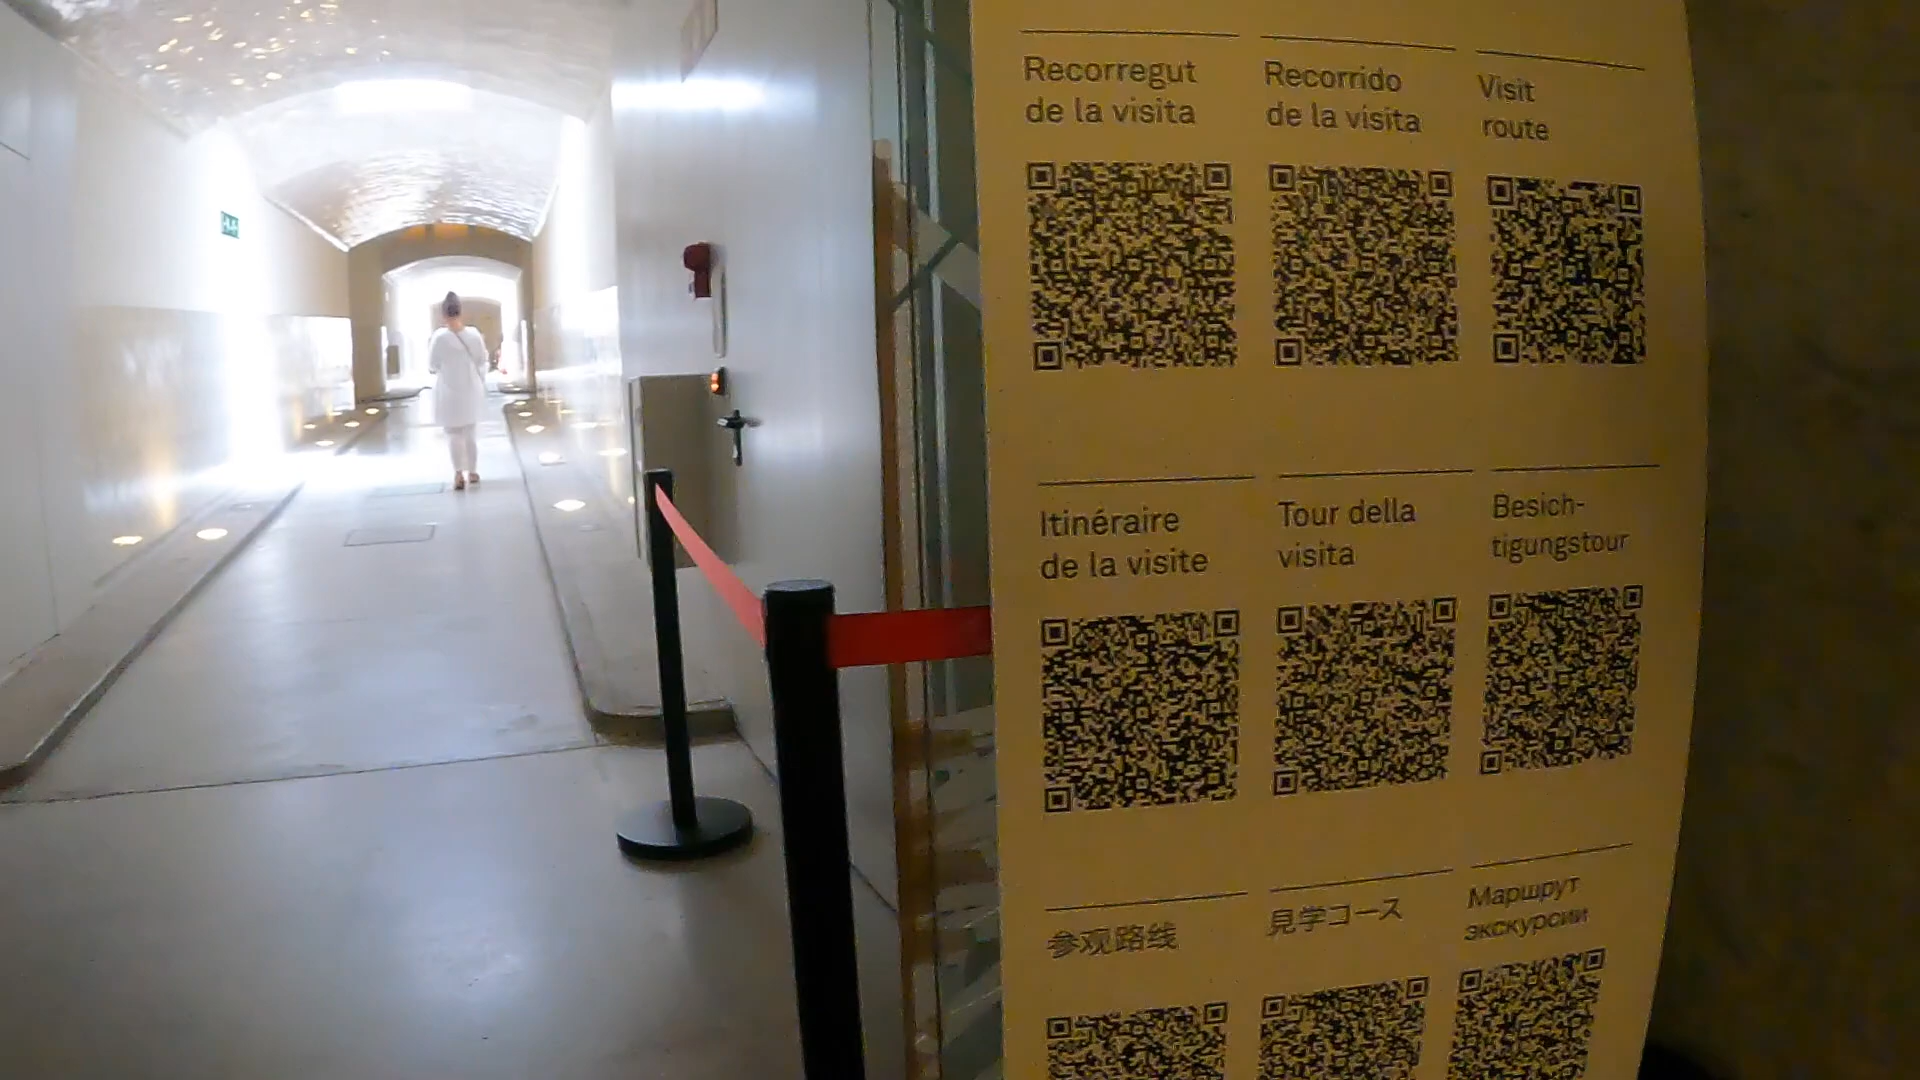 Recorregut
de la visita
Recorrido
de la visita
Visit
route
Itinéraire
de la visite
Tour della
visita
Besich-
tigungstour
参观路线
見学コース
Маршрут
экскурсии